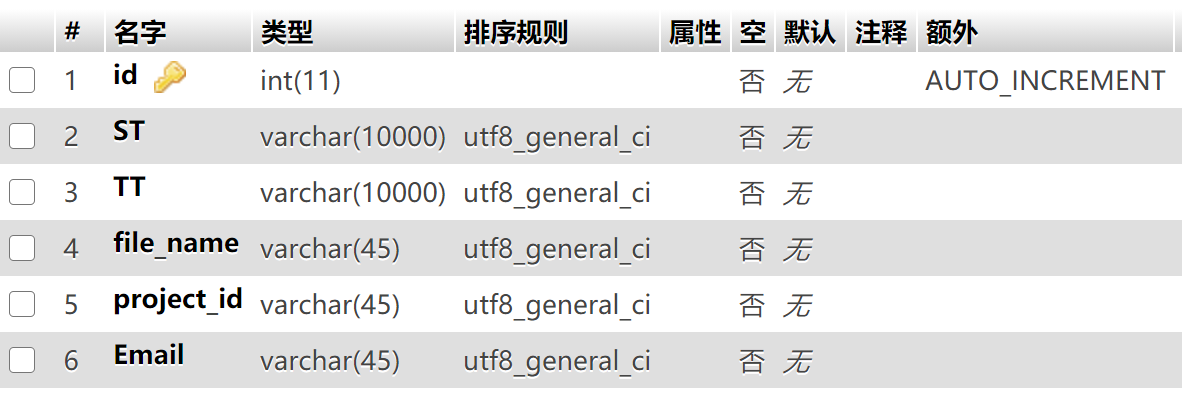 # 名字 类型 排序规则 属性 空 默认 注释 额外
1 id int(11) 否 无 AUTO_INCREMENT
2 ST varchar(10000) utf8_general_ci 否 无
3 TT varchar(10000) utf8_general_ci 否 无
4 file_name varchar(45) utf8_general_ci 否 无
5 project_id varchar(45) utf8_general_ci 否 无
6 Email varchar(45) utf8_general_ci 否 无